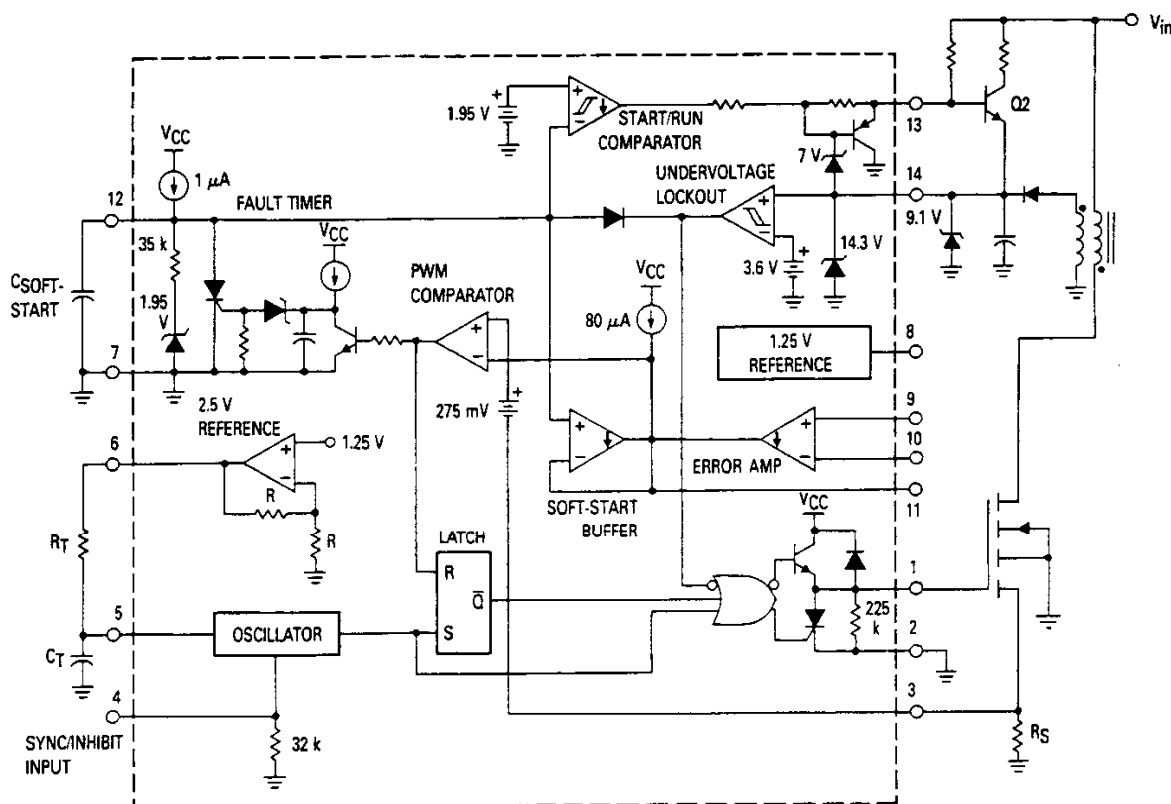 V_in
Q2
13
1.95 V
START/RUN
COMPARATOR
7 V
V_CC
1 μA
UNDERVOLTAGE
LOCKOUT
14
12
FAULT TIMER
9.1 V
35 k
V_CC
14.3 V
3.6 V
C_SOFT-
START
1.95
V
PWM
COMPARATOR
V_CC
80 μA
1.25 V
REFERENCE
8
7
275 mV
2.5 V
REFERENCE
1.25 V
9
10
6
ERROR AMP
R
SOFT-START
BUFFER
11
R_T
R
LATCH
V_CC
R
Q̅
S
1
5
OSCILLATOR
225
k
2
C_T
4
3
SYNC/INHIBIT
INPUT
32 k
R_S